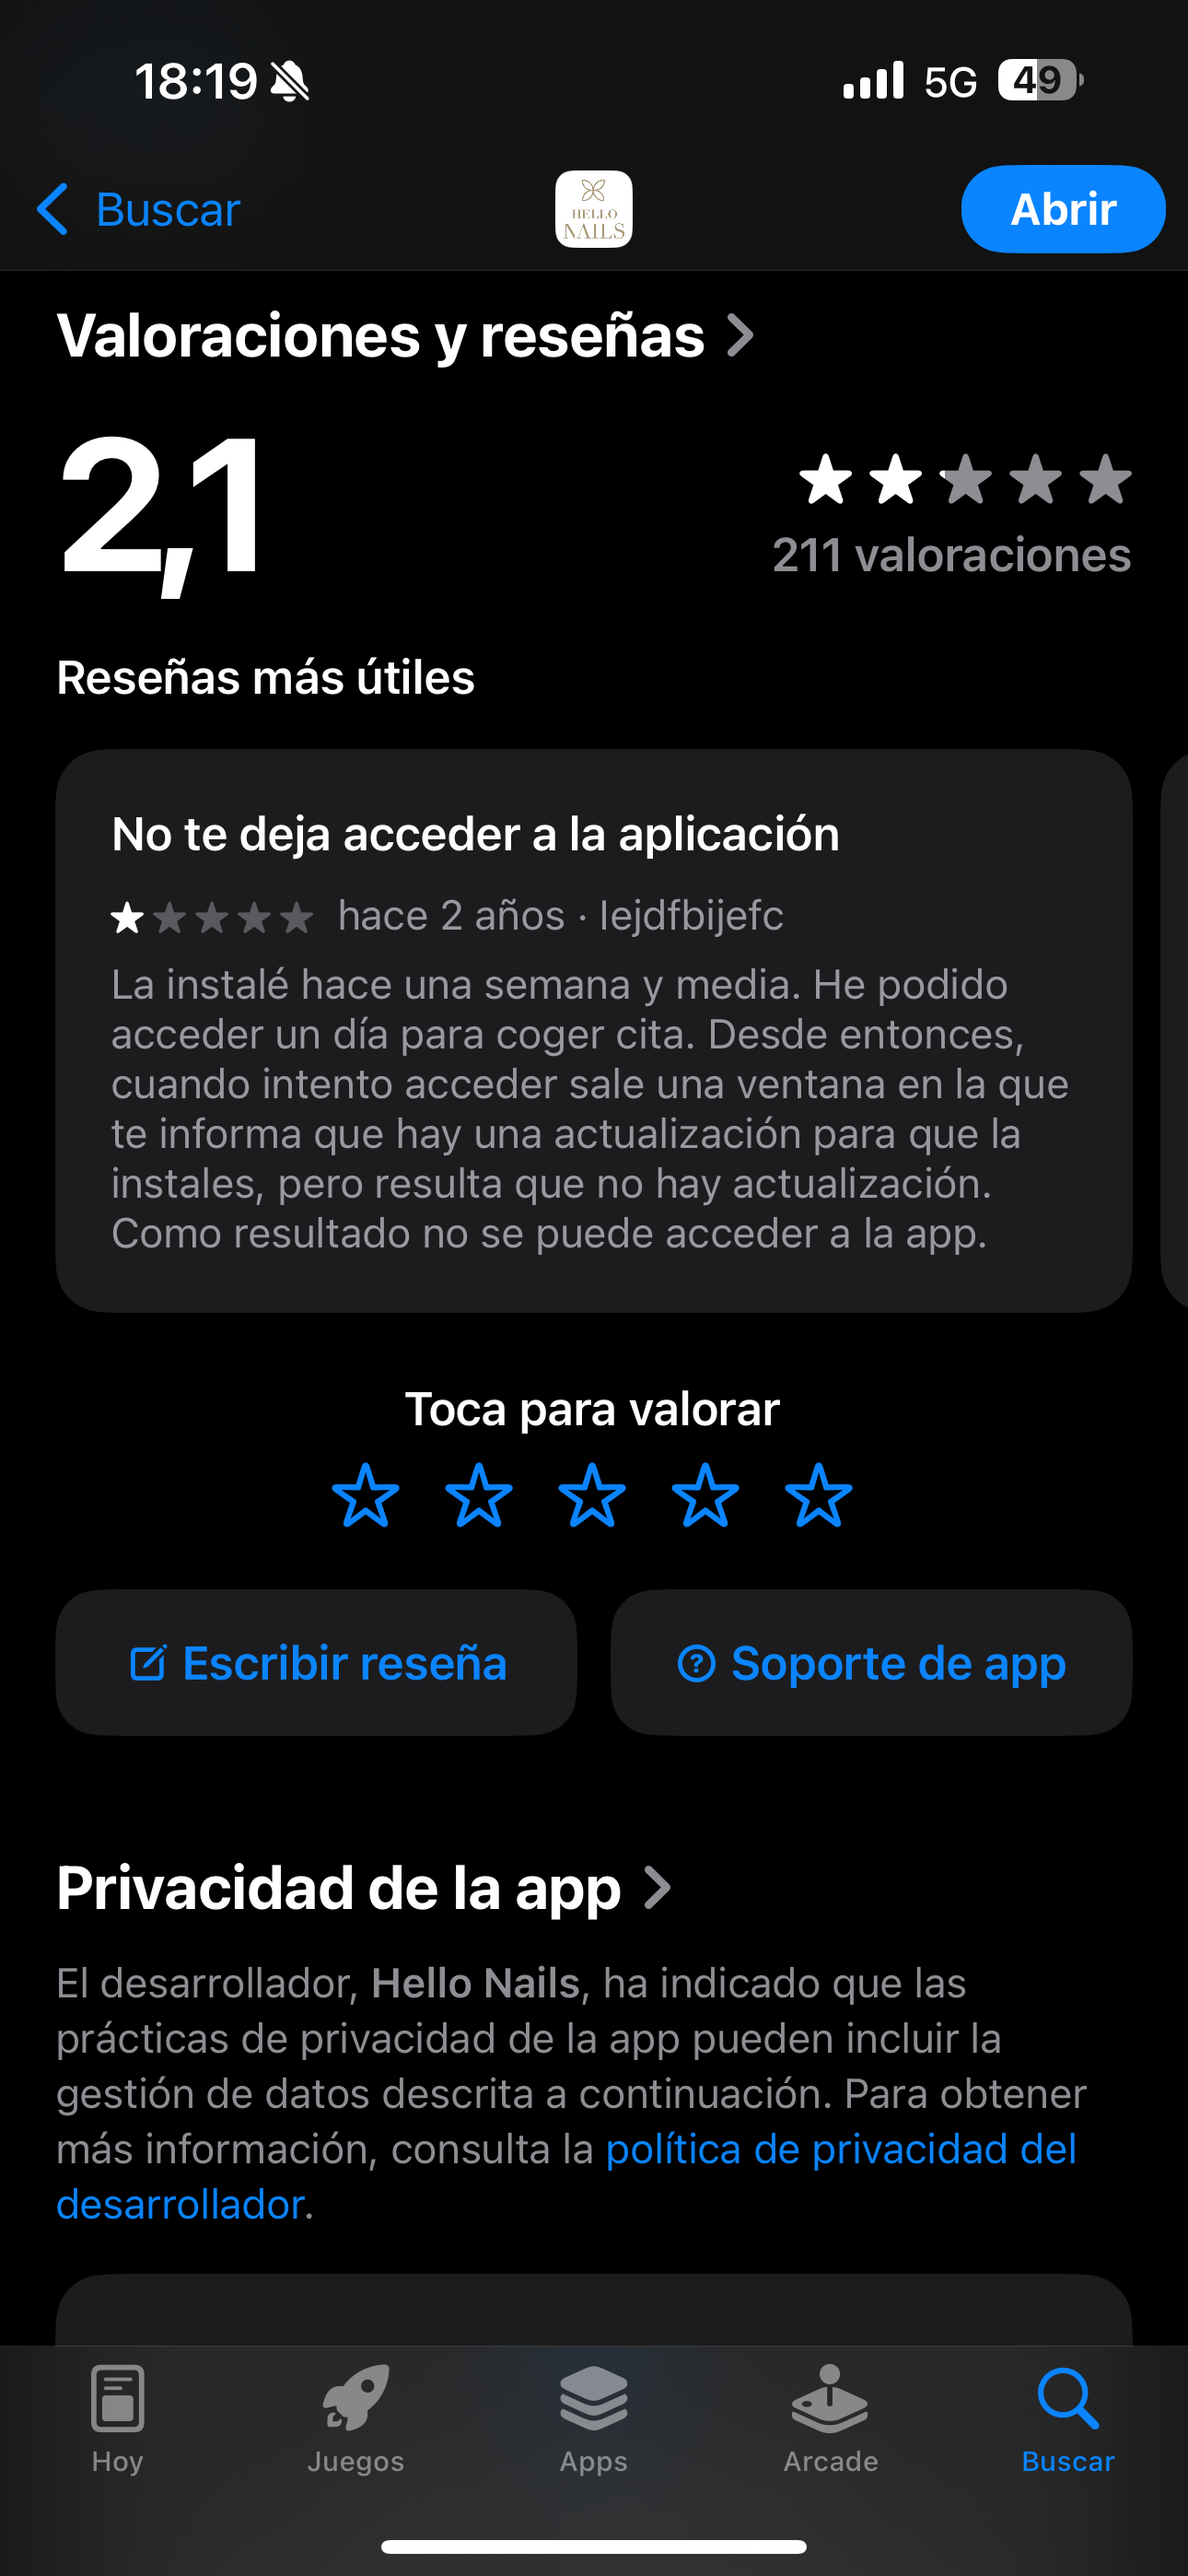 18:19
5G 49
Buscar
HELLO
NAILS
Abrir
Valoraciones y reseñas
2,1
211 valoraciones
Reseñas más útiles
No te deja acceder a la aplicación
hace 2 años · Iejdfbijefc
La instalé hace una semana y media. He podido
acceder un día para coger cita. Desde entonces,
cuando intento acceder sale una ventana en la que
te informa que hay una actualización para que la
instales, pero resulta que no hay actualización.
Como resultado no se puede acceder a la app.
Toca para valorar
Escribir reseña
Soporte de app
Privacidad de la app
El desarrollador, Hello Nails, ha indicado que las
prácticas de privacidad de la app pueden incluir la
gestión de datos descrita a continuación. Para obtener
más información, consulta la política de privacidad del
desarrollador.
Hoy
Juegos
Apps
Arcade
Buscar